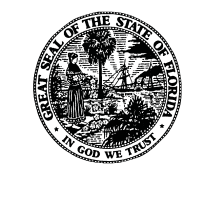 GREAT SEAL OF THE STATE OF FLORIDA
IN GOD WE TRUST